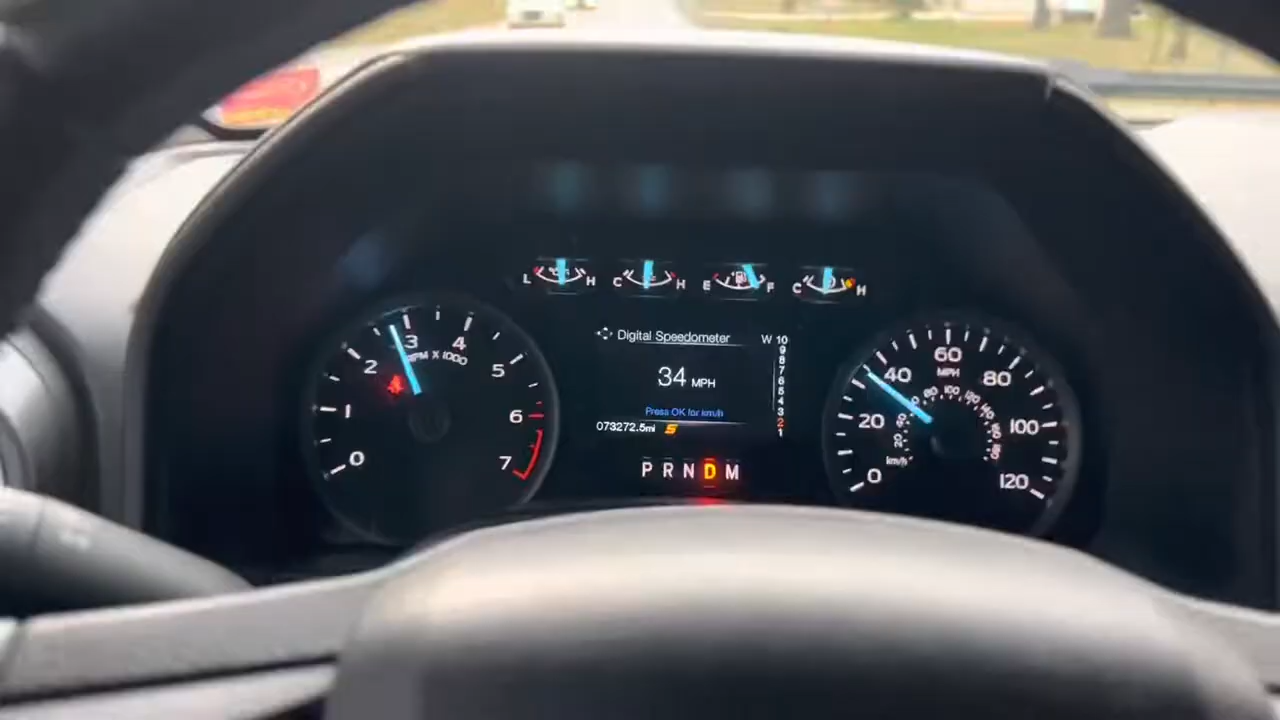 L H C H E F C H
Digital Speedometer
W 10
9
8
7
6
5
4
3
2
1
34 MPH
Press OK for km/h
073272.5mi S
P R N D M
0
1
2
3
4
5
6
7
RPM X 1000
0
20
40
60
80
100
120
MPH
km/h